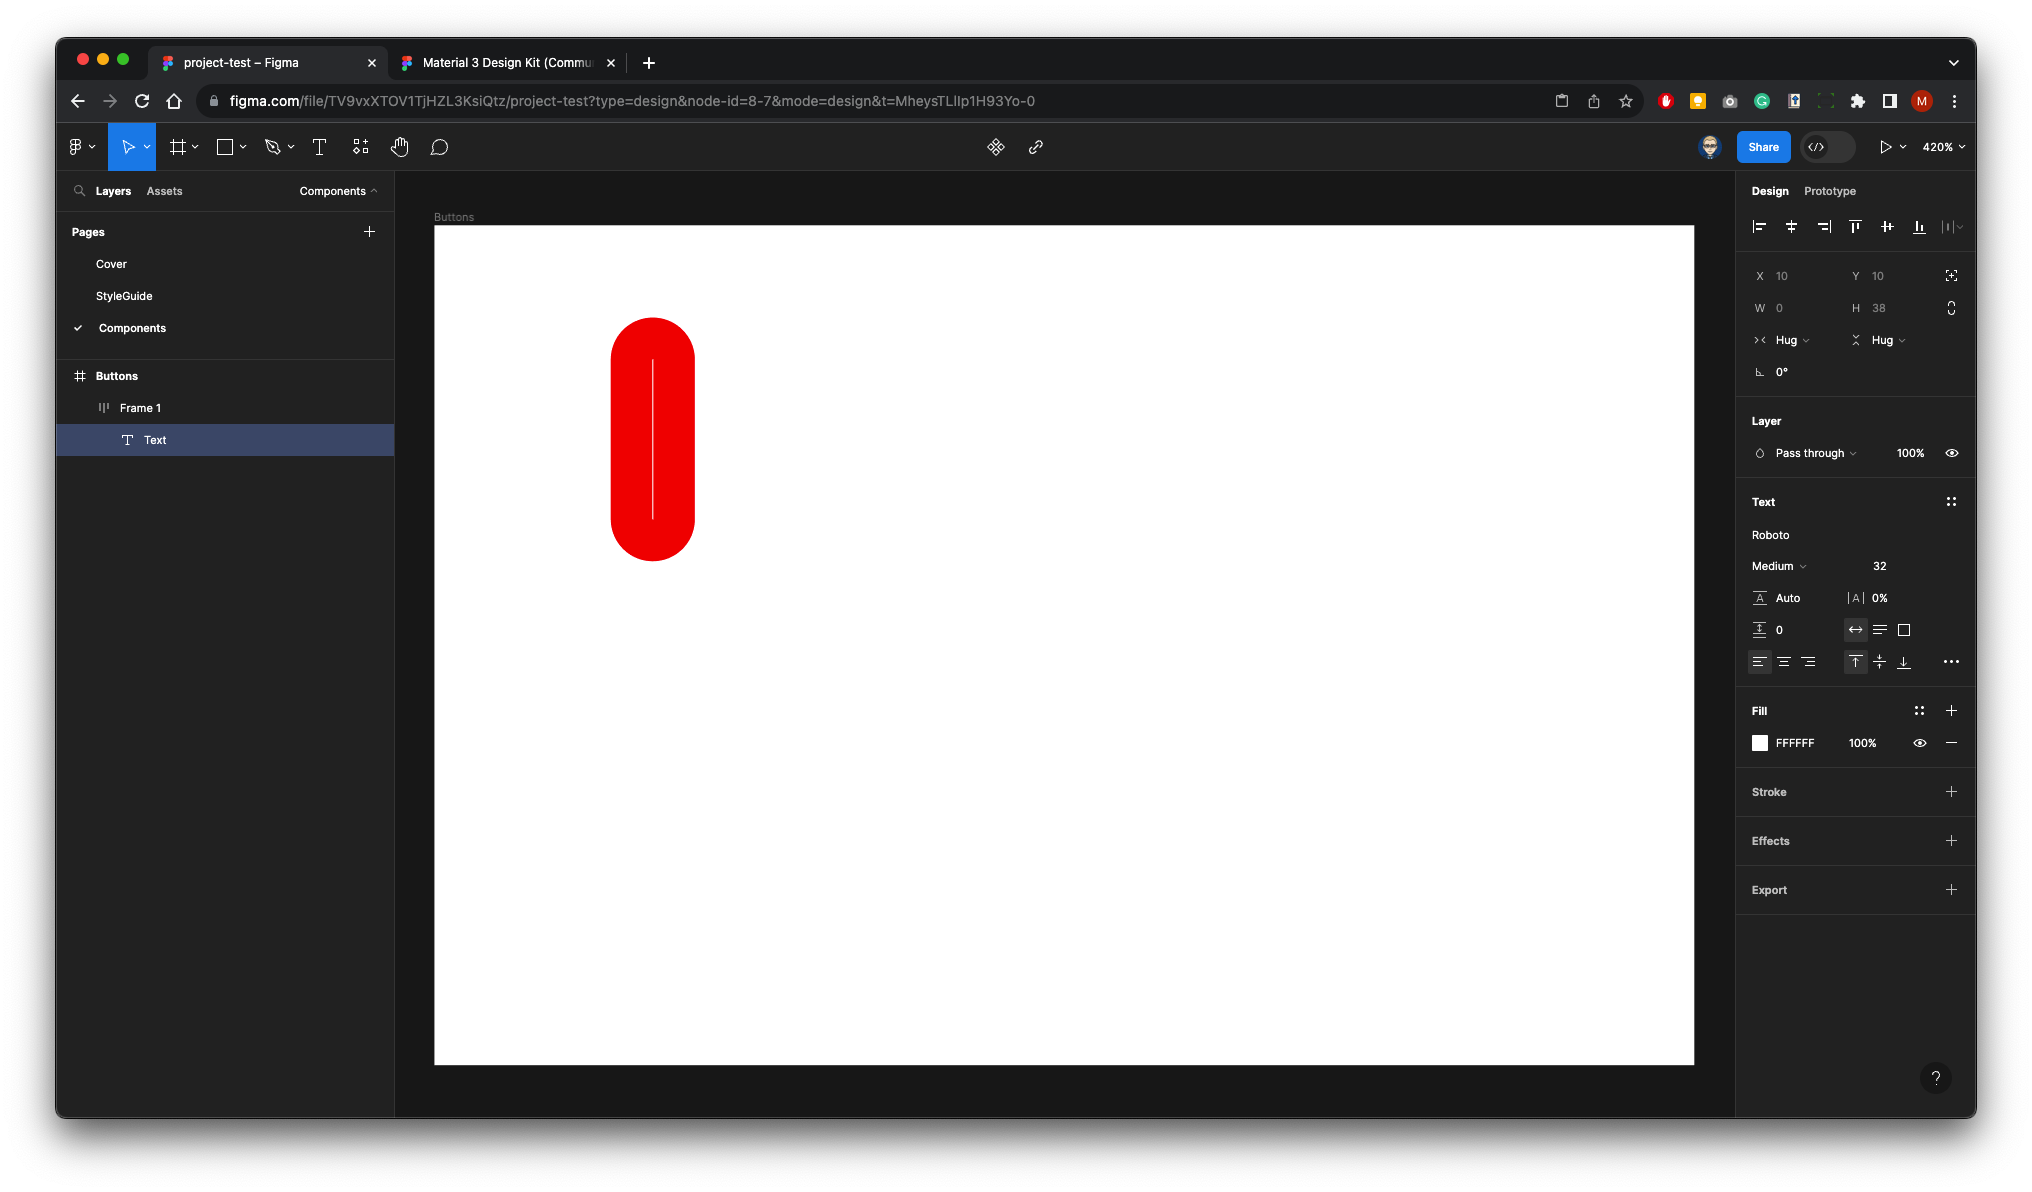 project-test – Figma
Material 3 Design Kit (Commu
figma.com/file/TV9vxXTOV1TjHZL3KsiQtz/project-test?type=design&node-id=8-7&mode=design&t=MheysTLlIp1H93Yo-0
M
Share
420%
Layers Assets Components
Pages
Cover
StyleGuide
Components
Buttons
Frame 1
Text
Buttons
Design Prototype
X 10 Y 10
W 0 H 38
Hug Hug
0°
Layer
Pass through 100%
Text
Roboto
Medium 32
Auto 0%
0
Fill
FFFFFF 100%
Stroke
Effects
Export
?